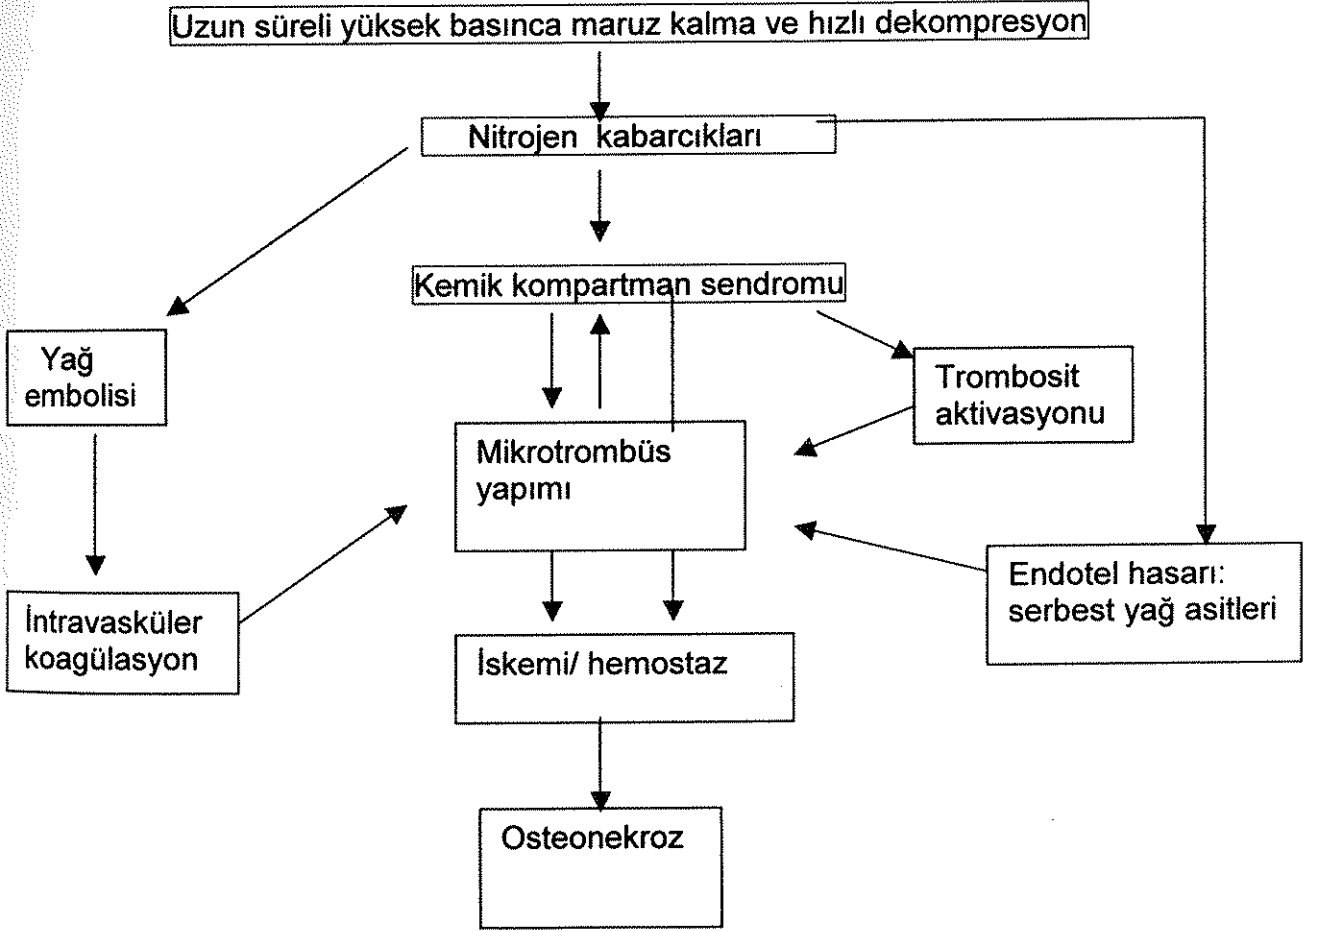 Uzun süreli yüksek basınca maruz kalma ve hızlı dekompresyon
Nitrojen kabarcıkları
Kemik kompartman sendromu
Yağ
embolisi
Trombosit
aktivasyonu
Mikrotrombüs
yapımı
Endotel hasarı:
serbest yağ asitleri
İntravasküler
koagülasyon
İskemi/ hemostaz
Osteonekroz